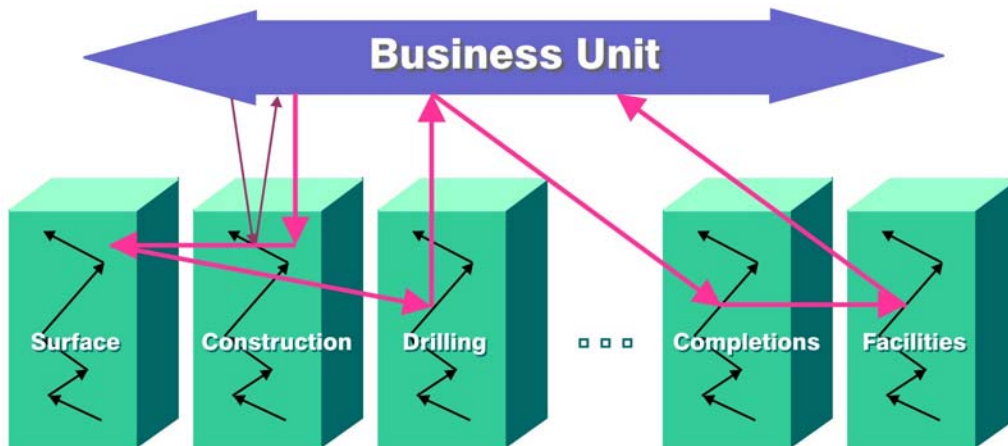 Business Unit
Surface
Construction
Drilling
Completions
Facilities